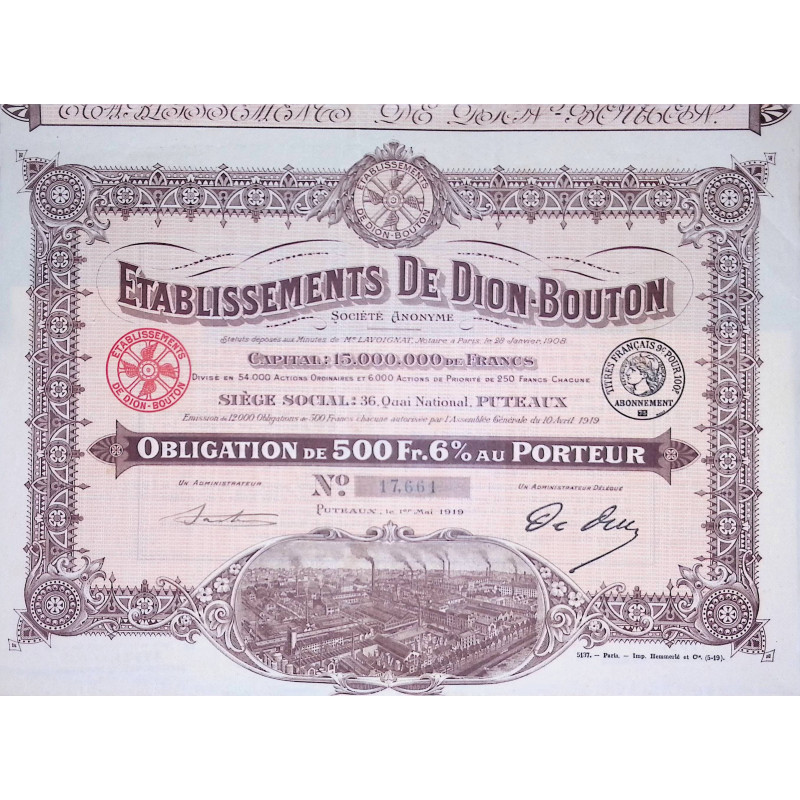 ETABLISSEMENTS DE DION-BOUTON
ETABLISSEMENTS DE DION-BOUTON
SOCIÉTÉ ANONYME
Statuts déposés aux Minutes de Me LAVOIGNAT, Notaire à Paris, le 28 Janvier 1908
CAPITAL: 15.000.000 DE FRANCS
DIVISÉ EN 54.000 ACTIONS ORDINAIRES ET 6.000 ACTIONS DE PRIORITÉ DE 250 FRANCS CHACUNE
SIÈGE SOCIAL: 36, Quai National, PUTEAUX
Emission de 12.000 Obligations de 500 Francs chacune autorisée par l'Assemblée Générale du 10 Avril 1919
ETABLISSEMENTS DE DION-BOUTON
TITRES FRANÇAIS 9c POUR 100f
ABONNEMENT
75
OBLIGATION DE 500 Fr. 6% AU PORTEUR
UN ADMINISTRATEUR
No 17,661
UN ADMINISTRATEUR DÉLÉGUÉ
PUTEAUX, le 1er Mai 1919
5137. — Paris. — Imp. Hemmerlé et Cie. (5-19).